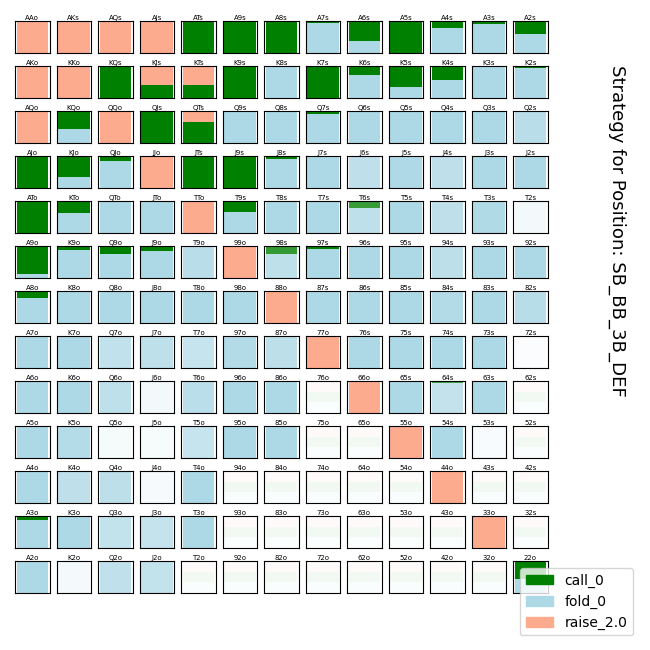 AAo AKs AQs AJs ATs A9s A8s A7s A6s A5s A4s A3s A2s
AKo KKo KQs KJs KTs K9s K8s K7s K6s K5s K4s K3s K2s
AQo KQo QQo QJs QTs Q9s Q8s Q7s Q6s Q5s Q4s Q3s Q2s
AJo KJo QJo JJo JTs J9s J8s J7s J6s J5s J4s J3s J2s
ATo KTo QTo JTo TTo T9s T8s T7s T6s T5s T4s T3s T2s
A9o K9o Q9o J9o T9o 99o 98s 97s 96s 95s 94s 93s 92s
A8o K8o Q8o J8o T8o 98o 88o 87s 86s 85s 84s 83s 82s
A7o K7o Q7o J7o T7o 97o 87o 77o 76s 75s 74s 73s 72s
A6o K6o Q6o J6o T6o 96o 86o 76o 66o 65s 64s 63s 62s
A5o K5o Q5o J5o T5o 95o 85o 75o 65o 55o 54s 53s 52s
A4o K4o Q4o J4o T4o 94o 84o 74o 64o 54o 44o 43s 42s
A3o K3o Q3o J3o T3o 93o 83o 73o 63o 53o 43o 33o 32s
A2o K2o Q2o J2o T2o 92o 82o 72o 62o 52o 42o 32o 22o
Strategy for Position: SB_BB_3B_DEF
call_0
fold_0
raise_2.0